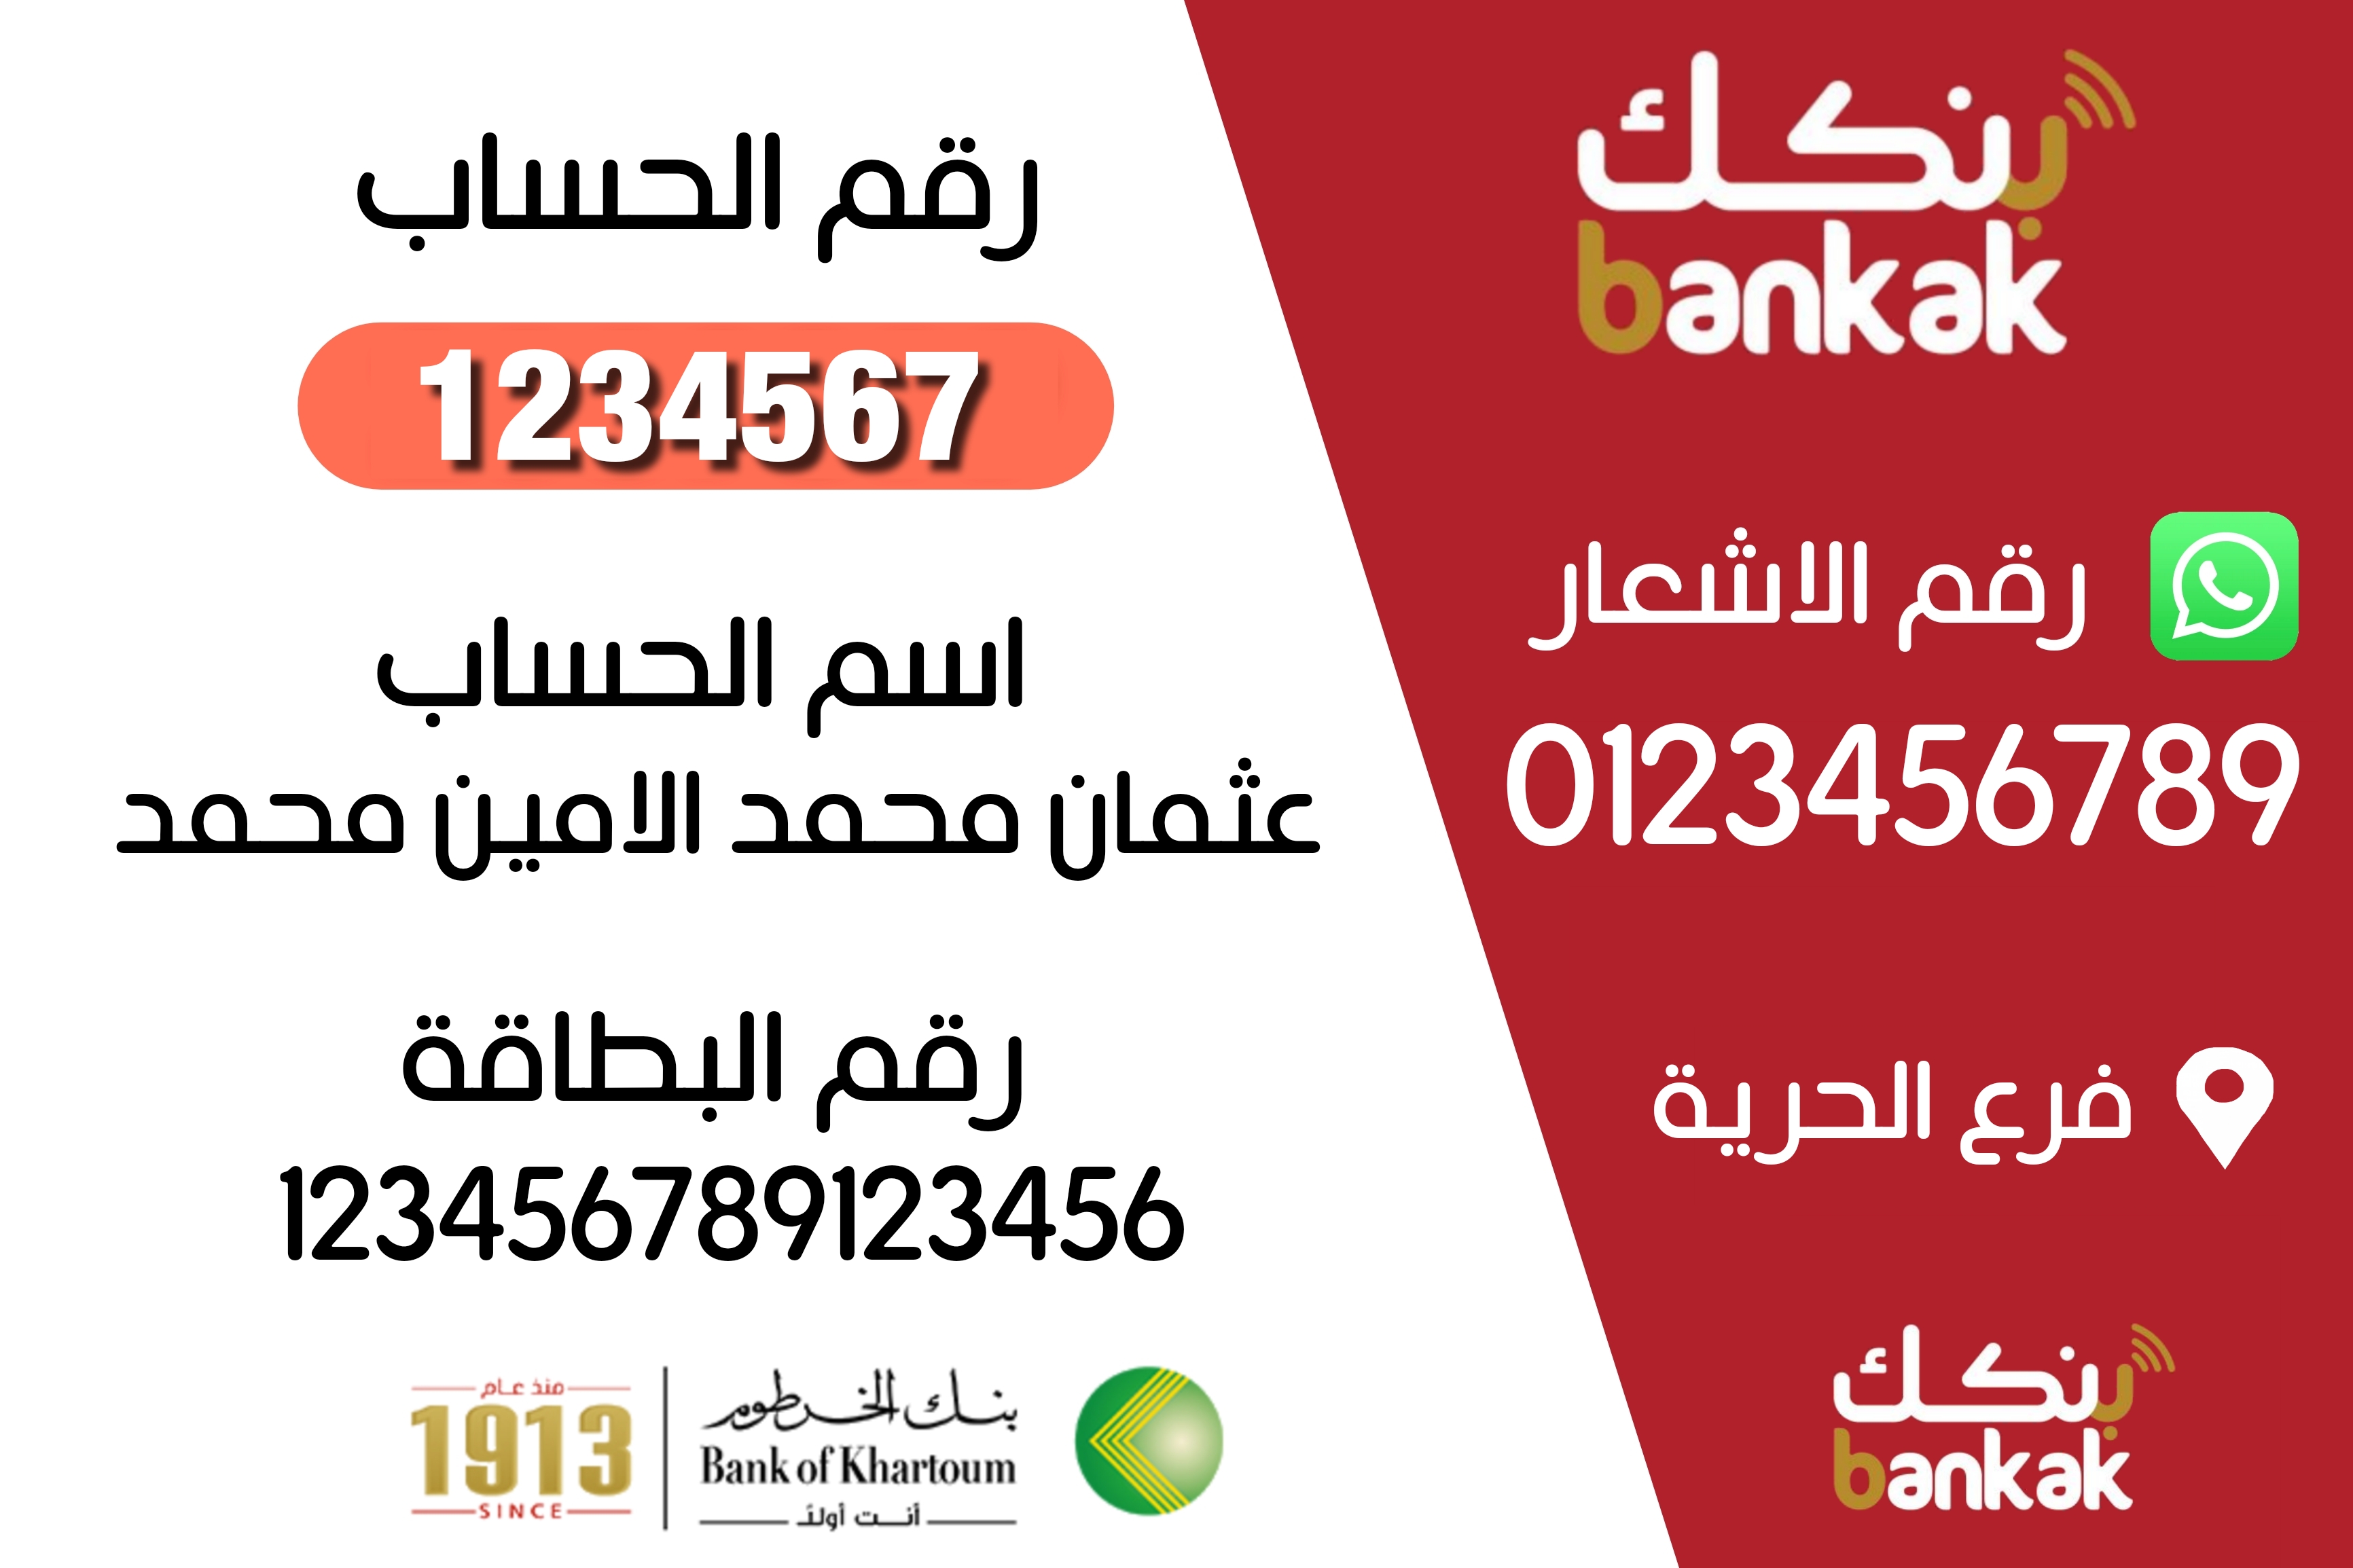 بنكك
bankak
رقم الاشعار
0123456789
فرع الحرية
بنكك
bankak
رقم الحساب
1234567
اسم الحساب
عثمان محمد الامين محمد
رقم البطاقة
123456789123456
بنك الخرطوم
Bank of Khartoum
أنت أولاً
منذ عام
1913
SINCE